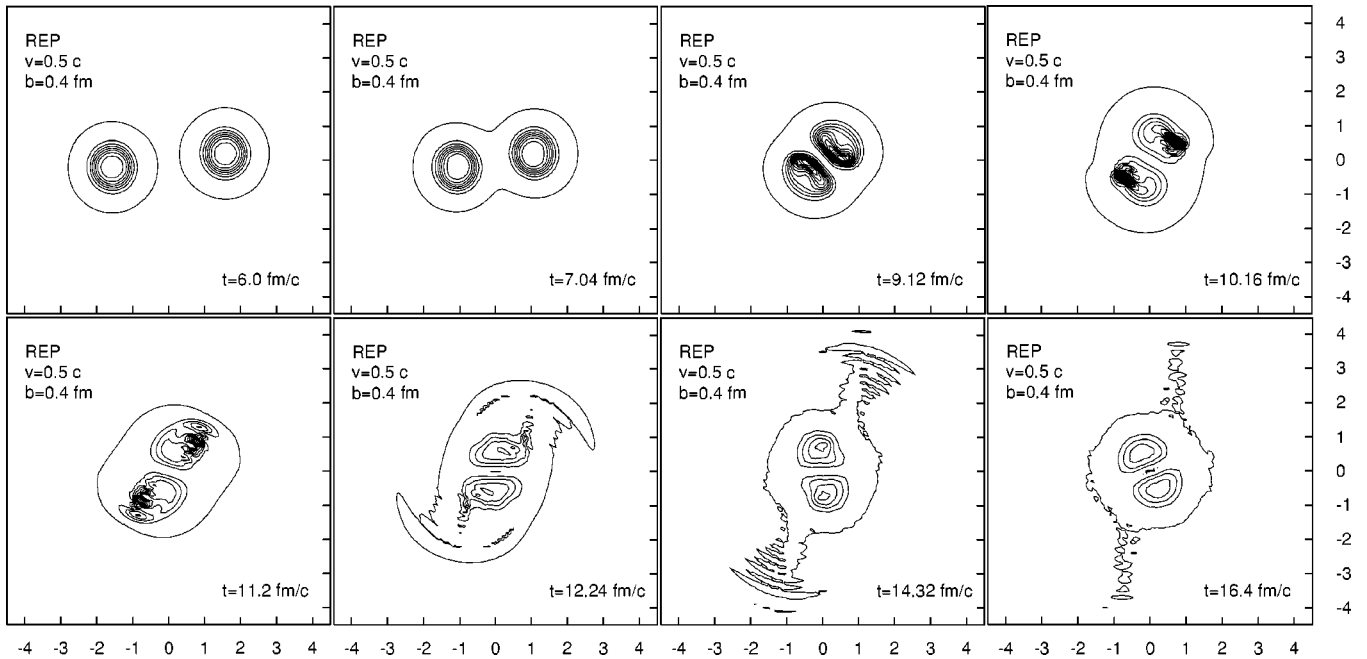 REP
v=0.5 c
b=0.4 fm
t=6.0 fm/c
REP
v=0.5 c
b=0.4 fm
t=7.04 fm/c
REP
v=0.5 c
b=0.4 fm
t=9.12 fm/c
REP
v=0.5 c
b=0.4 fm
t=10.16 fm/c
4
3
2
1
0
-1
-2
-3
-4
REP
v=0.5 c
b=0.4 fm
t=11.2 fm/c
REP
v=0.5 c
b=0.4 fm
t=12.24 fm/c
REP
v=0.5 c
b=0.4 fm
t=14.32 fm/c
REP
v=0.5 c
b=0.4 fm
t=16.4 fm/c
4
3
2
1
0
-1
-2
-3
-4
-4 -3 -2 -1 0 1 2 3 4
-4 -3 -2 -1 0 1 2 3 4
-4 -3 -2 -1 0 1 2 3 4
-4 -3 -2 -1 0 1 2 3 4